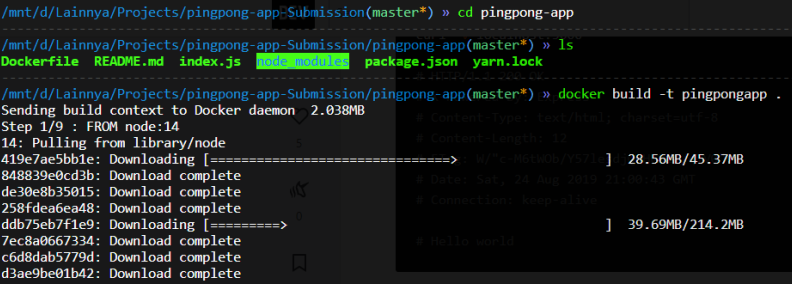 /mnt/d/Lainnya/Projects/pingpong-app-Submission(master*) » cd pingpong-app
/mnt/d/Lainnya/Projects/pingpong-app-Submission/pingpong-app(master*) » ls
Dockerfile  README.md  index.js  node_modules  package.json  yarn.lock
/mnt/d/Lainnya/Projects/pingpong-app-Submission/pingpong-app(master*) » docker build -t pingpongapp .
Sending build context to Docker daemon  2.038MB
Step 1/9 : FROM node:14
14: Pulling from library/node
419e7ae5bb1e: Downloading [================================>                  ]  28.56MB/45.37MB
848839e0cd3b: Download complete
de30e8b35015: Download complete
258fdea6ea48: Download complete
ddb75eb7f1e9: Downloading [=========>                                         ]  39.69MB/214.2MB
7ec8a0667334: Download complete
c6d8dab5779d: Download complete
d3ae9be01b42: Download complete
# Content-Type: text/html; charset=utf-8
# Content-Length: 12
# Date: Sat, 24 Aug 2019 21:00:43 GMT
# Connection: keep-alive
# Hello world